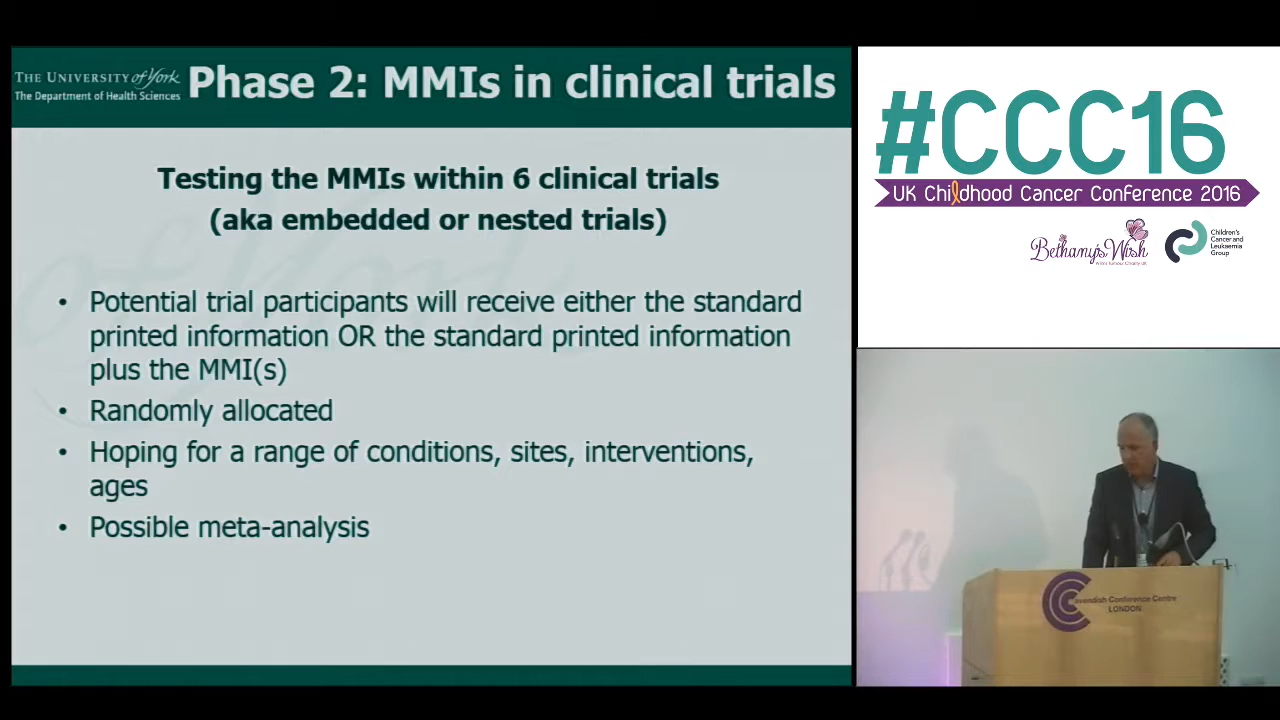 THE UNIVERSITY of York
The Department of Health Sciences
Phase 2: MMIs in clinical trials
Testing the MMIs within 6 clinical trials
(aka embedded or nested trials)
• Potential trial participants will receive either the standard
printed information OR the standard printed information
plus the MMI(s)
• Randomly allocated
• Hoping for a range of conditions, sites, interventions,
ages
• Possible meta-analysis
#CCC16
UK Childhood Cancer Conference 2016
Bethany's Wish
Children's
Cancer and
Leukaemia
Group
Cavendish Conference Centre
LONDON